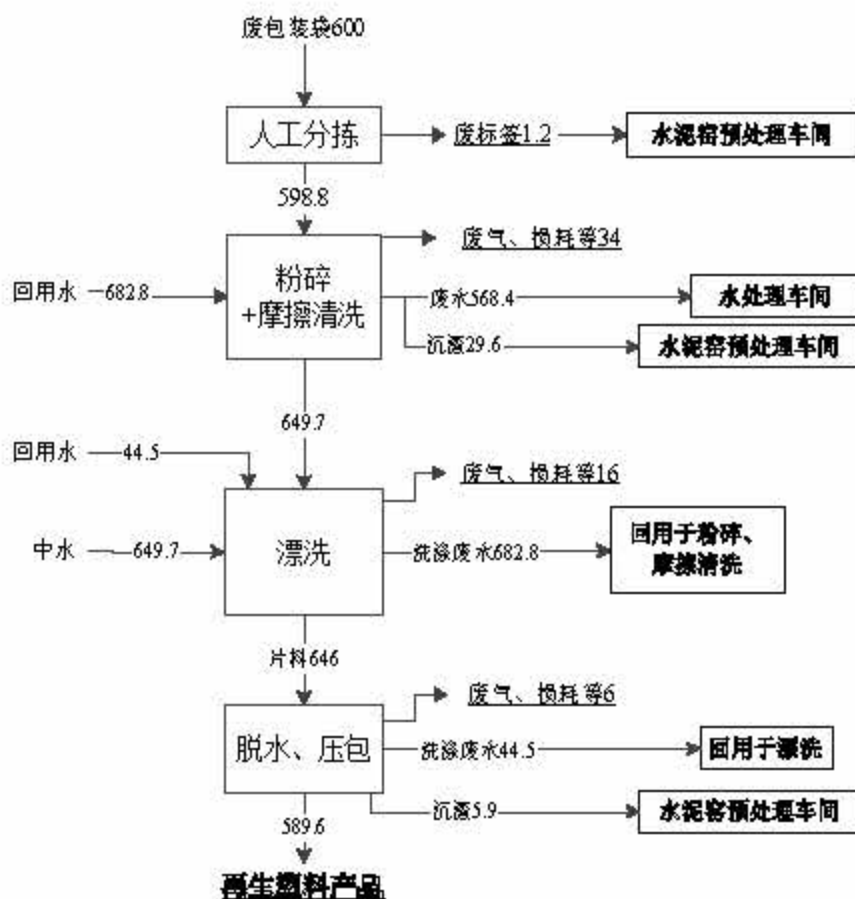 废包装袋600
人工分拣
废标签1.2
水泥窑预处理车间
598.8
废气、损耗等34
粉碎
+摩擦清洗
回用水
682.8
废水568.4
水处理车间
沉渣29.6
水泥窑预处理车间
649.7
回用水
44.5
废气、损耗等16
漂洗
中水
649.7
洗涤废水682.8
回用于粉碎、
摩擦清洗
片料646
废气、损耗等6
脱水、压包
洗涤废水44.5
回用于漂洗
沉渣5.9
水泥窑预处理车间
589.6
再生塑料产品